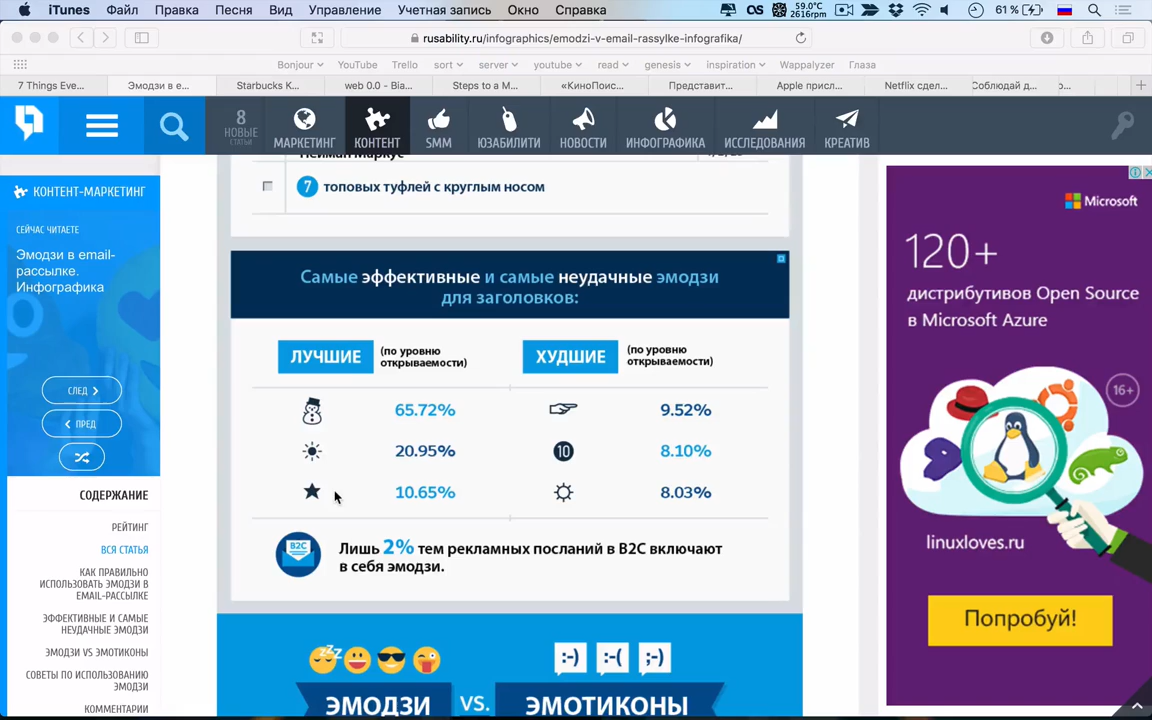 iTunes Файл Правка Песня Вид Управление Учетная запись Окно Справка
59.0°C
2616rpm
61 %
rusability.ru/infographics/emodzi-v-email-rassylke-infografika/
Bonjour YouTube Trello sort server youtube read genesis inspiration Wappalyzer Глаза
7 Things Eve... Эмодзи в е... Starbucks K... web 0.0 - Bia... Steps to a M... «КиноПоис... Представит... Apple присл... Netflix сдел... Соблюдай д...
8
НОВЫЕ
СТАТЬИ
МАРКЕТИНГ КОНТЕНТ SMM ЮЗАБИЛИТИ НОВОСТИ ИНФОГРАФИКА ИССЛЕДОВАНИЯ КРЕАТИВ
КОНТЕНТ-МАРКЕТИНГ
СЕЙЧАС ЧИТАЕТЕ
Эмодзи в email-
рассылке.
Инфографика
СЛЕД
ПРЕД
СОДЕРЖАНИЕ
РЕЙТИНГ
ВСЯ СТАТЬЯ
КАК ПРАВИЛЬНО
ИСПОЛЬЗОВАТЬ ЭМОДЗИ В
EMAIL-РАССЫЛКЕ
ЭФФЕКТИВНЫЕ И САМЫЕ
НЕУДАЧНЫЕ ЭМОДЗИ
ЭМОДЗИ VS ЭМОТИКОНЫ
СОВЕТЫ ПО ИСПОЛЬЗОВАНИЮ
ЭМОДЗИ
КОММЕНТАРИИ
Нейман Маркус
7 топовых туфлей с круглым носом
Самые эффективные и самые неудачные эмодзи
для заголовков:
ЛУЧШИЕ (по уровню
открываемости)
ХУДШИЕ (по уровню
открываемости)
65.72% 9.52%
20.95% 10 8.10%
10.65% 8.03%
B2C
Лишь 2% тем рекламных посланий в B2C включают
в себя эмодзи.
:-) :-( ;-)
ЭМОДЗИ VS. ЭМОТИКОНЫ
Microsoft
120+
дистрибутивов Open Source
в Microsoft Azure
16+
linuxloves.ru
Попробуй!